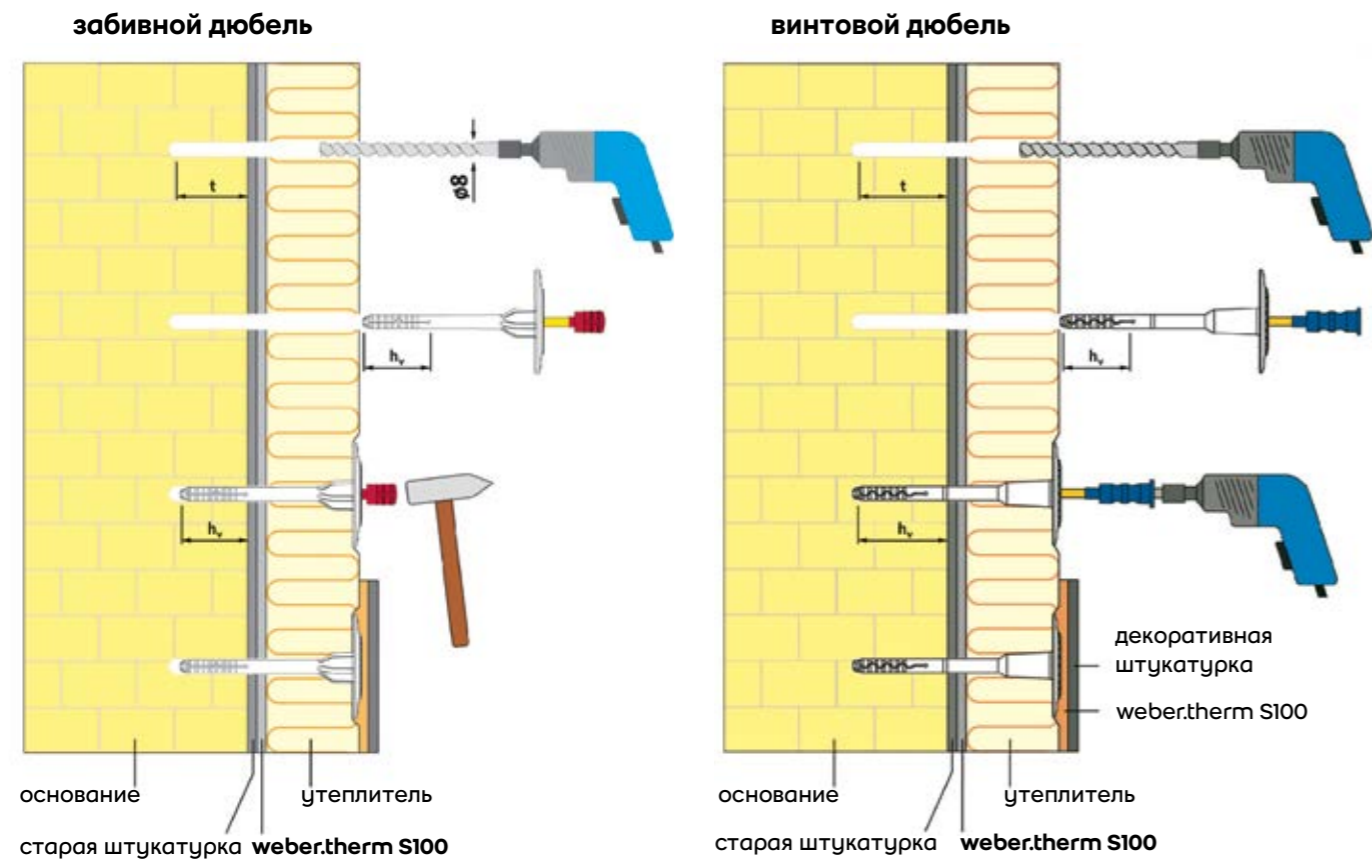 забивной дюбель
t
ø8
hᵥ
hᵥ
основание
утеплитель
старая штукатурка weber.therm S100
винтовой дюбель
t
hᵥ
hᵥ
декоративная
штукатурка
weber.therm S100
основание
утеплитель
старая штукатурка weber.therm S100